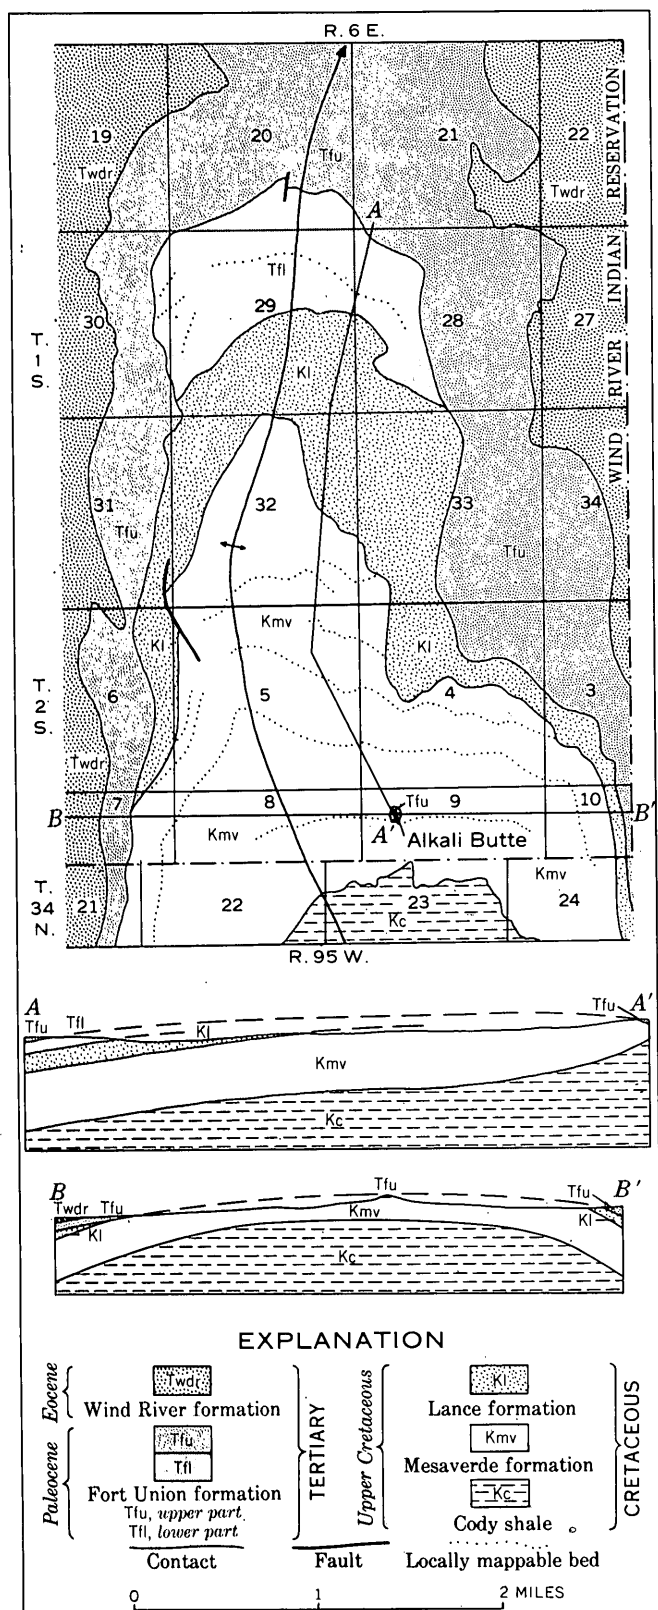 R. 6 E.
19
20
21
22
RESERVATION
Twdr
Tfu
Twdr
A
INDIAN
Tfl
30
29
28
27
T.
1
S.
Kl
RIVER
WIND
31
32
33
34
Tfu
Tfu
Kmv
Kl
Kl
T.
2
S.
6
5
4
3
Twdr
7
8
Tfu
9
10
B
B'
A'
Kmv
Alkali Butte
Kmv
T.
34
N.
21
22
23
24
Kc
R. 95 W.
A
A'
Tfu
Tfl
Kl
Tfu
Kmv
Kc
B
B'
Twdr
Tfu
Tfu
Tfu
Kl
Kmv
Kl
Kc
EXPLANATION
Eocene
Twdr
Wind River formation
Paleocene
Tfu
Tfl
Fort Union formation
Tfu, upper part
Tfl, lower part
TERTIARY
Upper Cretaceous
Kl
Lance formation
Kmv
Mesaverde formation
Kc
Cody shale
CRETACEOUS
Contact
Fault
Locally mappable bed
0
1
2 MILES